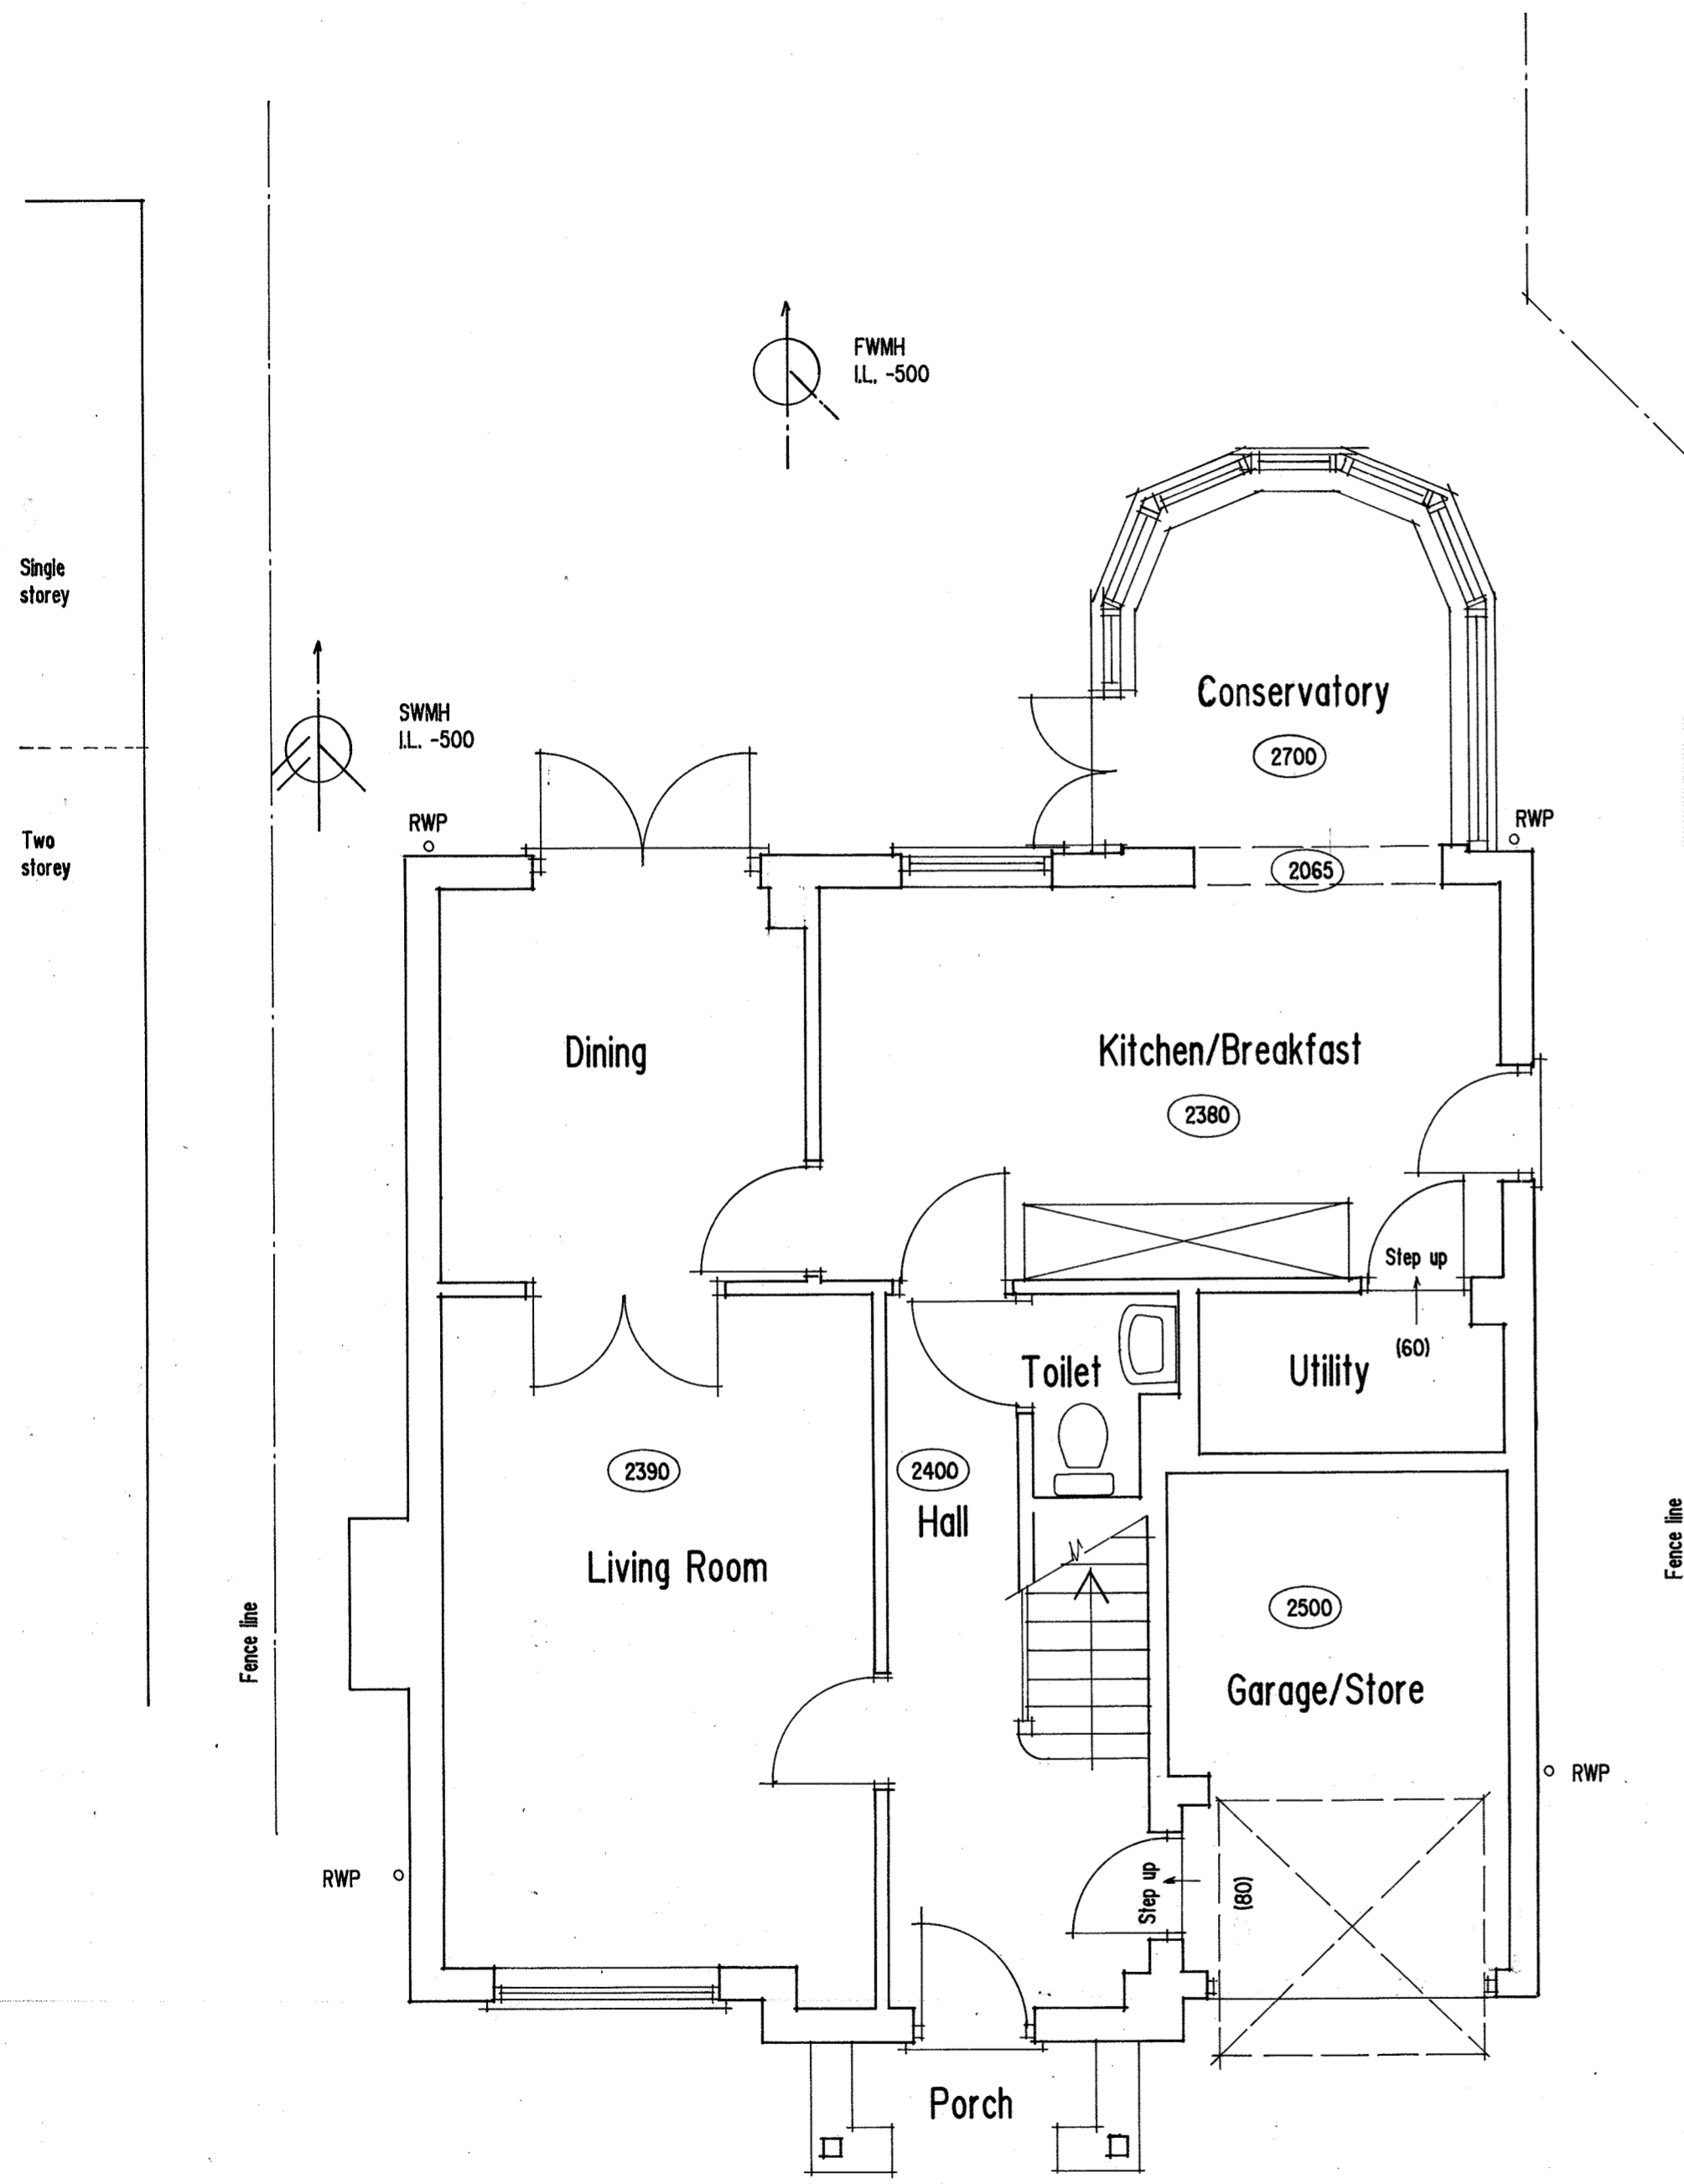 FWMH
I.L. -500
Single
storey
Conservatory
2700
SWMH
I.L. -500
RWP
RWP
Two
storey
2065
Dining
Kitchen/Breakfast
2380
Step up
(60)
Toilet
Utility
2390
2400
Hall
Living Room
Fence line
Fence line
2500
Garage/Store
RWP
RWP
Step up
(80)
Porch